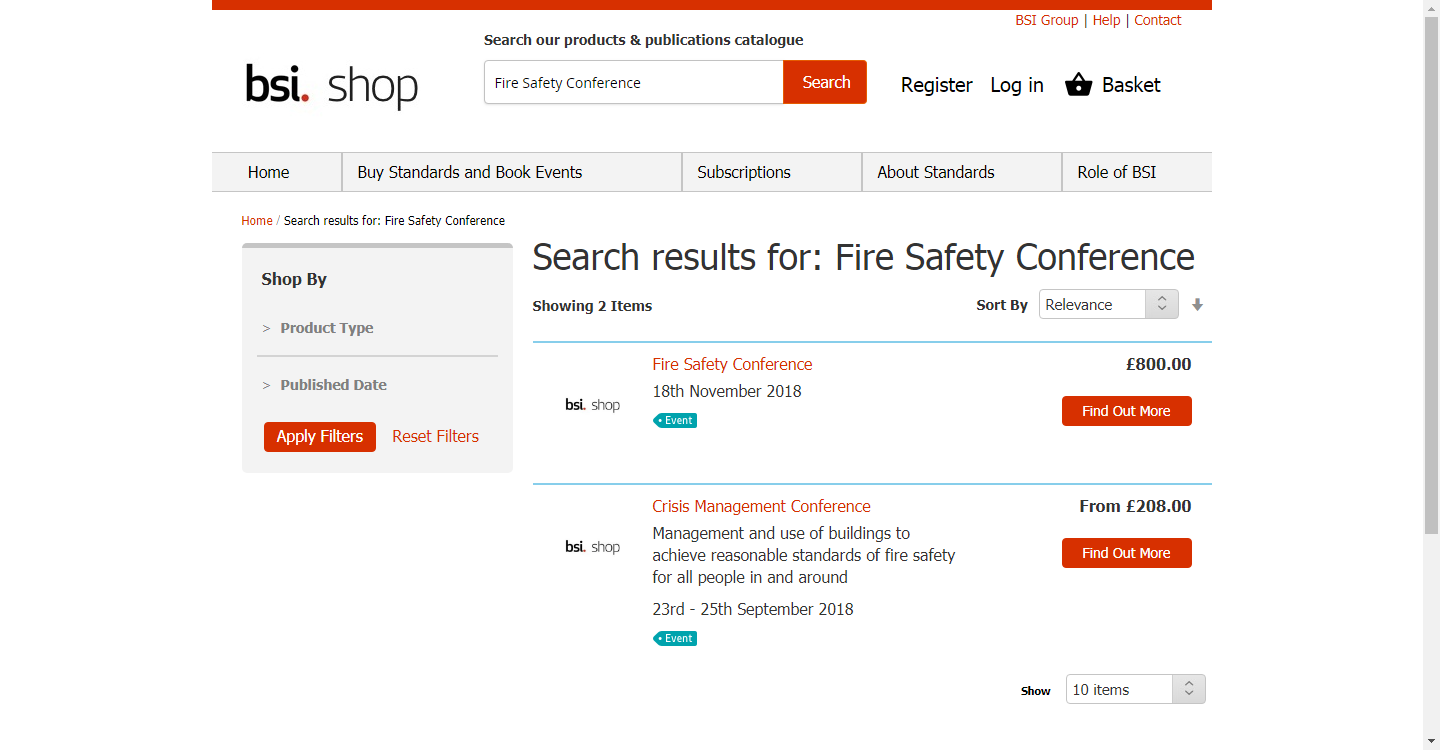 BSI Group | Help | Contact
Search our products & publications catalogue
bsi. shop
Fire Safety Conference
Search
Register
Log in
Basket
Home
Buy Standards and Book Events
Subscriptions
About Standards
Role of BSI
Home / Search results for: Fire Safety Conference
Shop By
> Product Type
> Published Date
Apply Filters
Reset Filters
Search results for: Fire Safety Conference
Showing 2 Items
Sort By
Relevance
bsi. shop
Fire Safety Conference
18th November 2018
Event
£800.00
Find Out More
bsi. shop
Crisis Management Conference
Management and use of buildings to
achieve reasonable standards of fire safety
for all people in and around
23rd - 25th September 2018
Event
From £208.00
Find Out More
Show
10 items